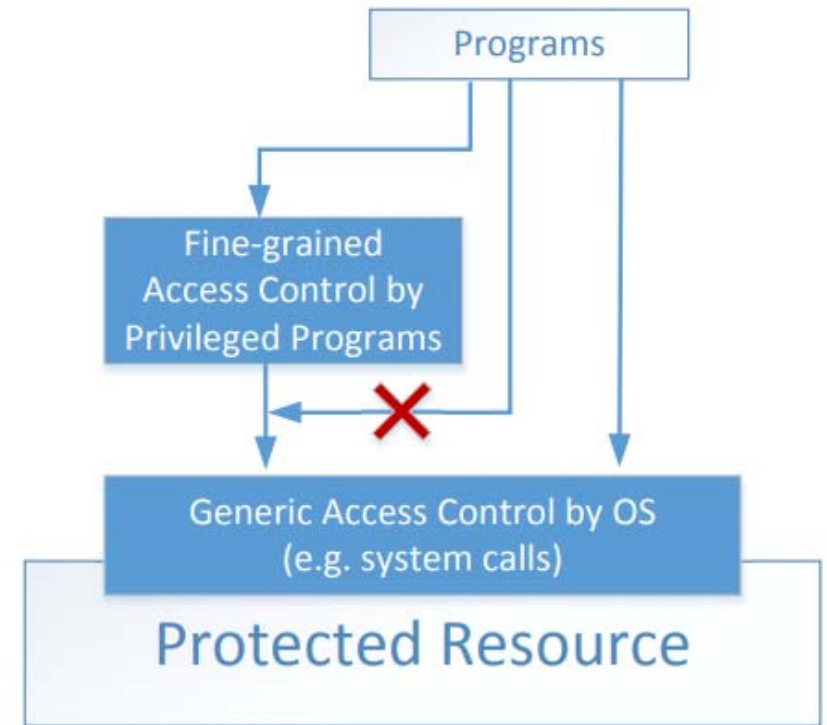 Programs
Fine-grained
Access Control by
Privileged Programs
Generic Access Control by OS
(e.g. system calls)
Protected Resource